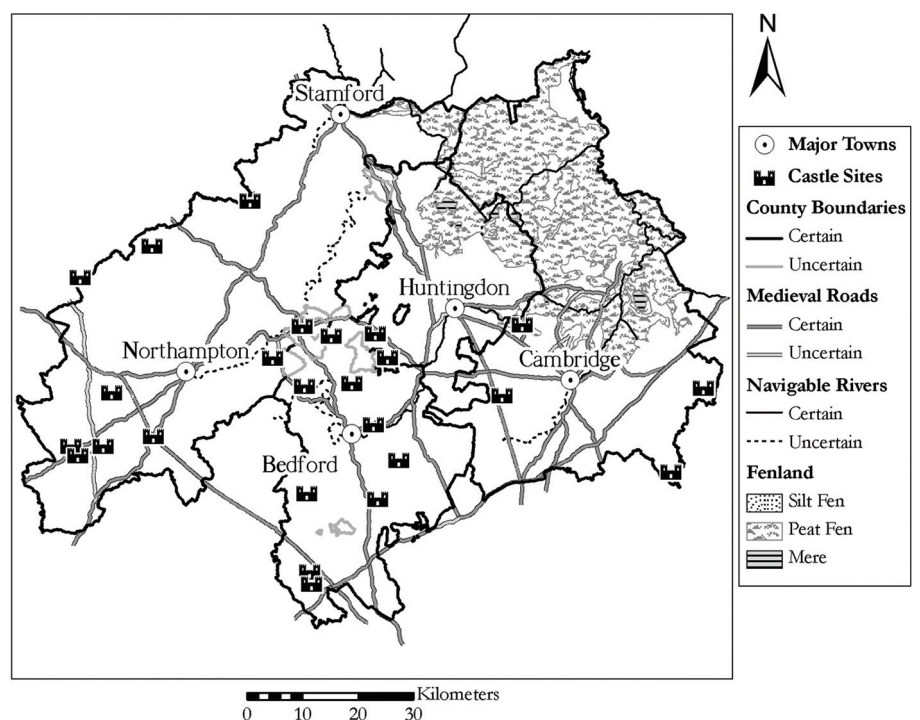 N
Stamford
Huntingdon
Northampton
Cambridge
Bedford
Major Towns
Castle Sites
County Boundaries
Certain
Uncertain
Medieval Roads
Certain
Uncertain
Navigable Rivers
Certain
Uncertain
Fenland
Silt Fen
Peat Fen
Mere
Kilometers
0 10 20 30